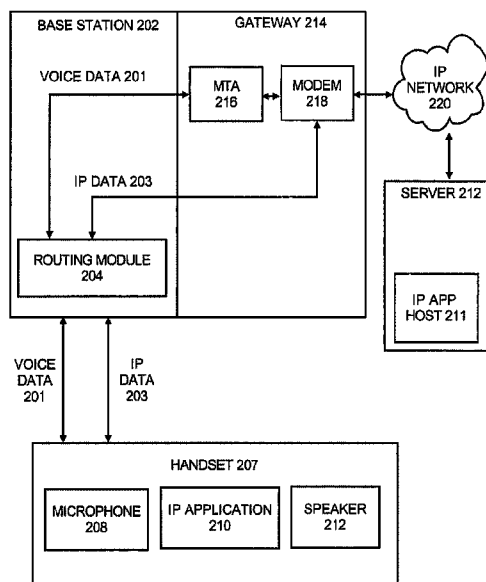 BASE STATION 202
GATEWAY 214
VOICE DATA 201
MTA
216
MODEM
218
IP
NETWORK
220
IP DATA 203
SERVER 212
ROUTING MODULE
204
IP APP
HOST 211
VOICE
DATA
201
IP
DATA
203
HANDSET 207
MICROPHONE
208
IP APPLICATION
210
SPEAKER
212